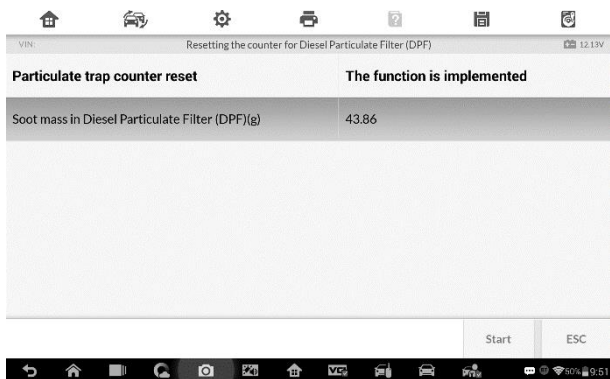 VIN:
Resetting the counter for Diesel Particulate Filter (DPF)
12.13V
Particulate trap counter reset
The function is implemented
Soot mass in Diesel Particulate Filter (DPF)(g)
43.86
Start
ESC
50%
9:51